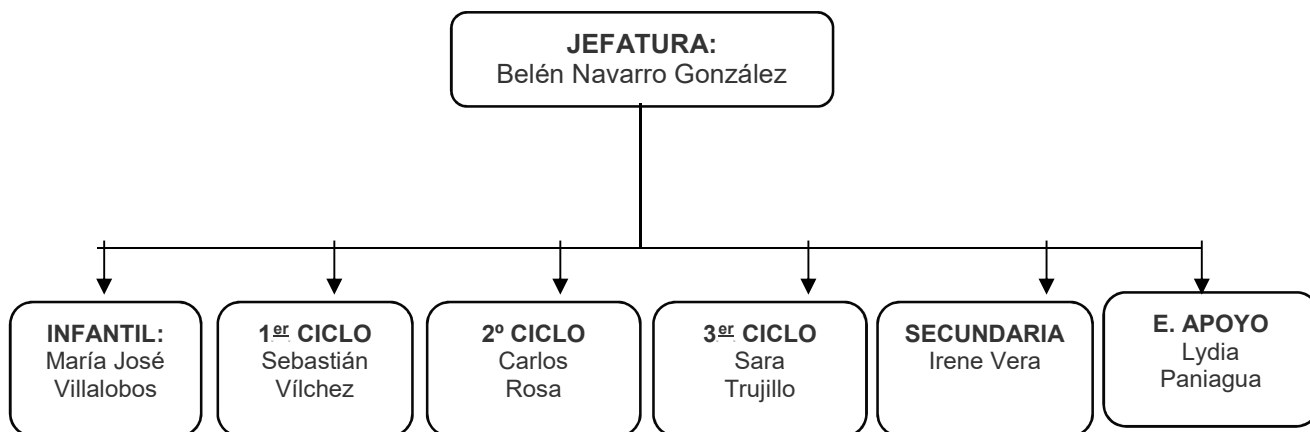 JEFATURA:
Belén Navarro González
INFANTIL:
María José
Villalobos
1er CICLO
Sebastián
Vílchez
2º CICLO
Carlos
Rosa
3er CICLO
Sara
Trujillo
SECUNDARIA
Irene Vera
E. APOYO
Lydia
Paniagua